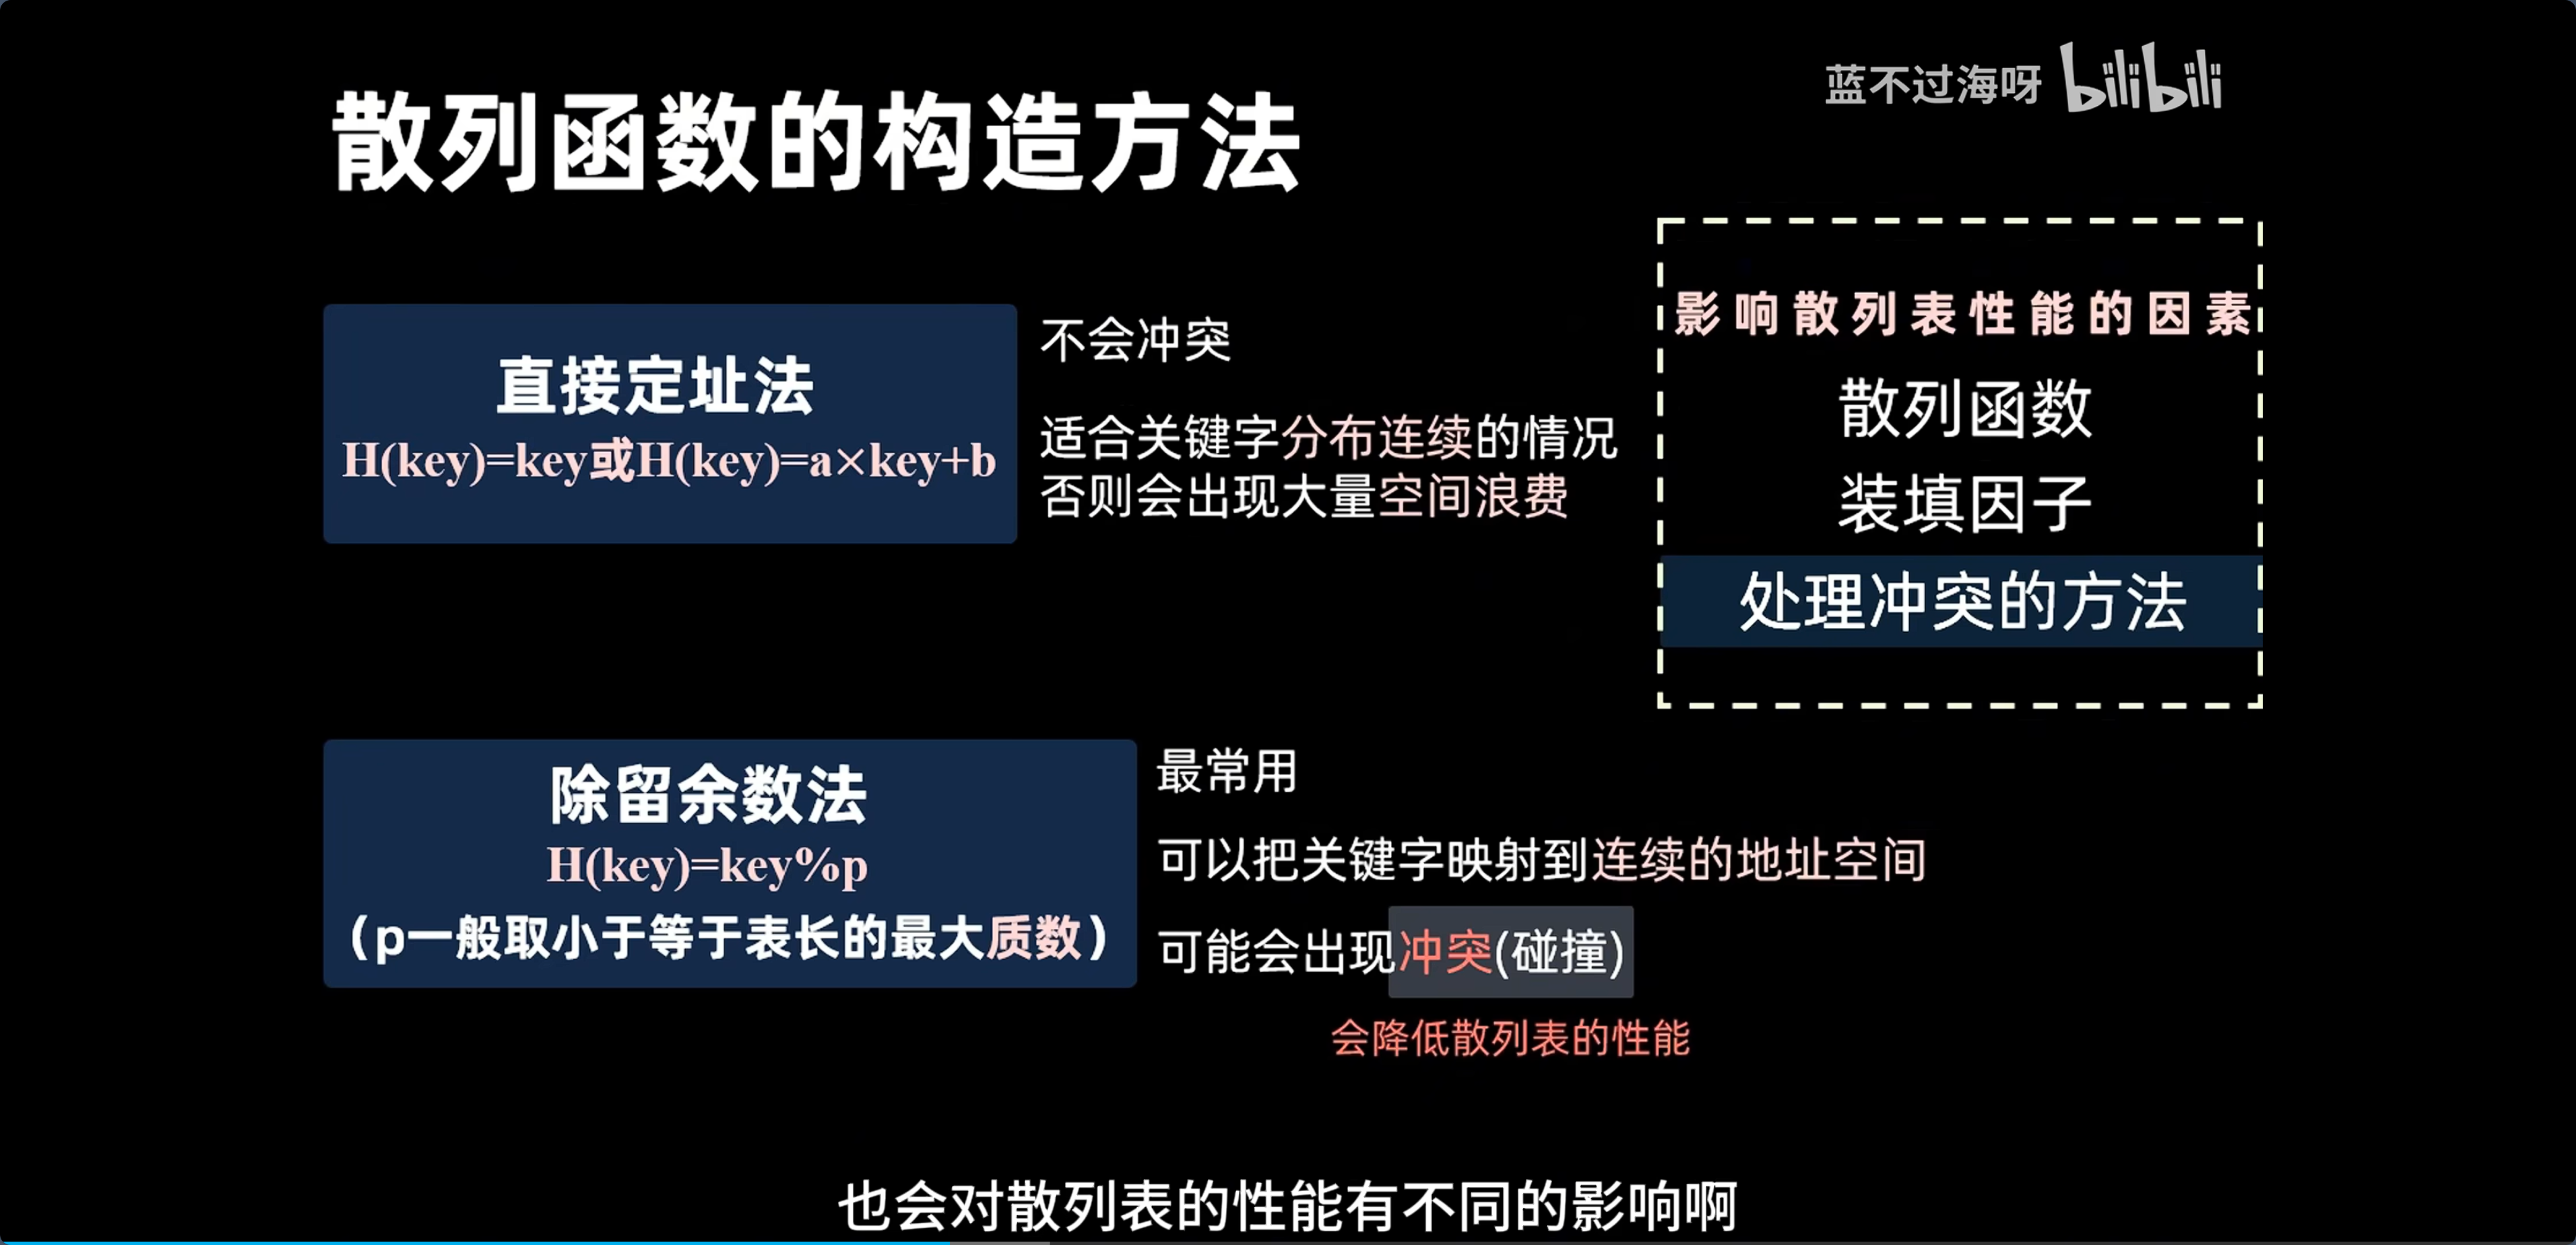 蓝不过海呀 bilibili
散列函数的构造方法
直接定址法
H(key)=key或H(key)=a×key+b
不会冲突
适合关键字分布连续的情况
否则会出现大量空间浪费
影响散列表性能的因素
散列函数
装填因子
处理冲突的方法
除留余数法
H(key)=key%p
（p一般取小于等于表长的最大质数）
最常用
可以把关键字映射到连续的地址空间
可能会出现冲突(碰撞)
会降低散列表的性能
也会对散列表的性能有不同的影响啊